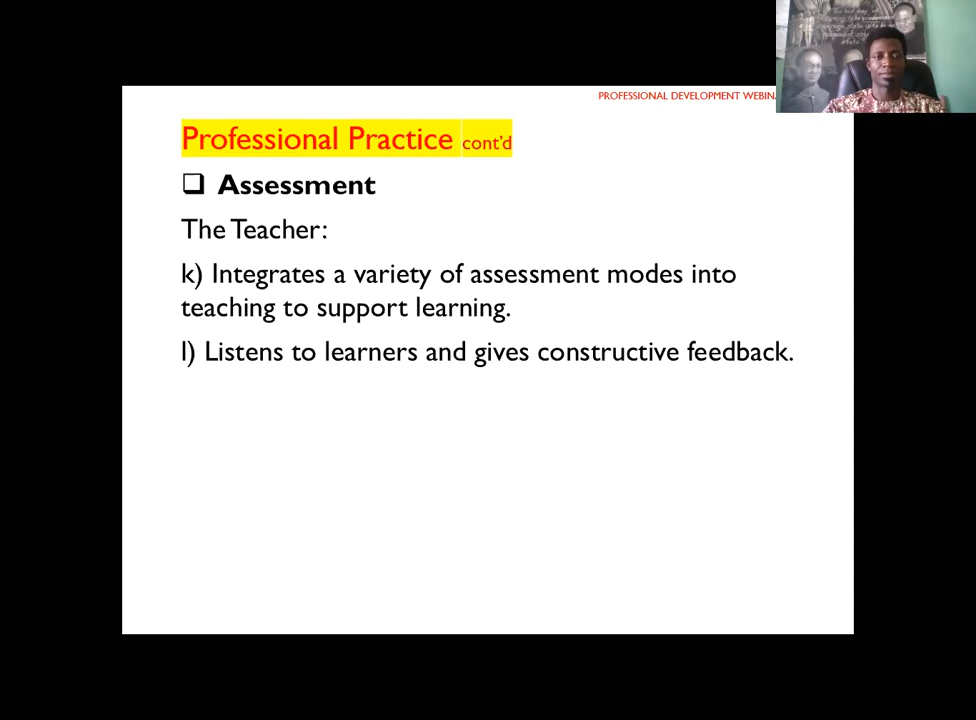 PROFESSIONAL DEVELOPMENT
Professional Practice cont'd
❑ Assessment
The Teacher:
k) Integrates a variety of assessment modes into
teaching to support learning.
l) Listens to learners and gives constructive feedback.